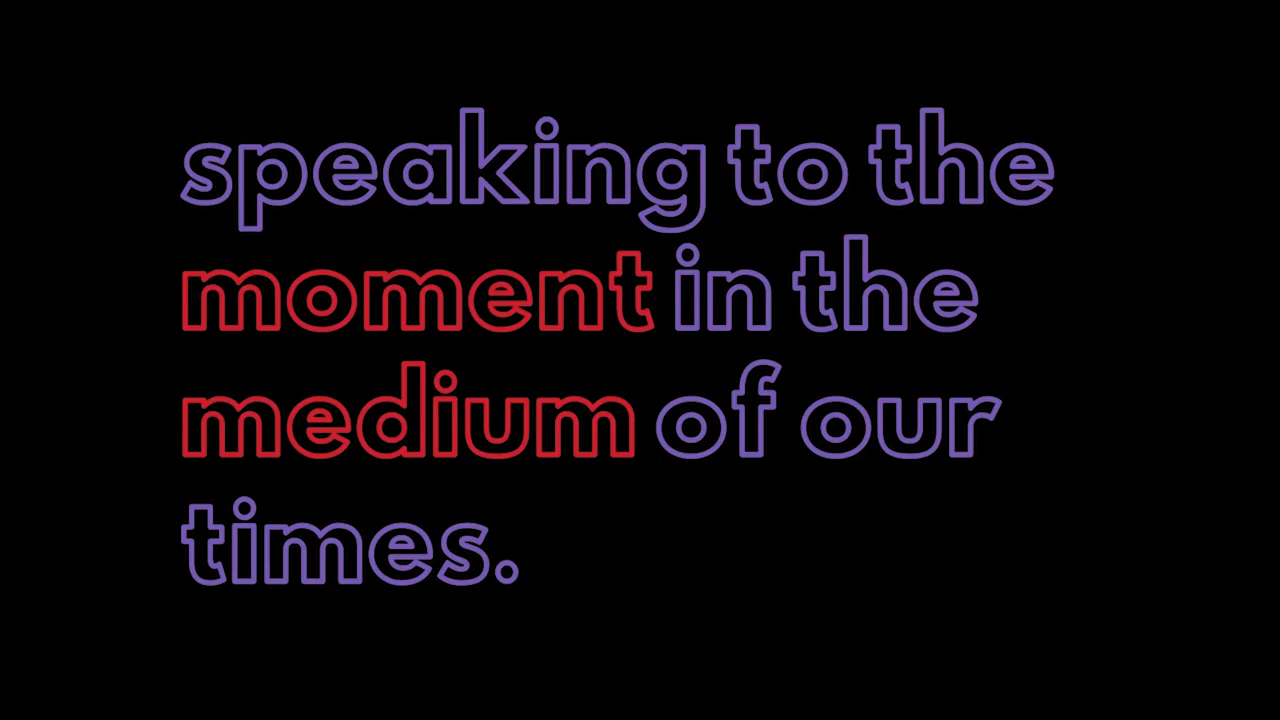 speaking to the
moment in the
medium of our
times.